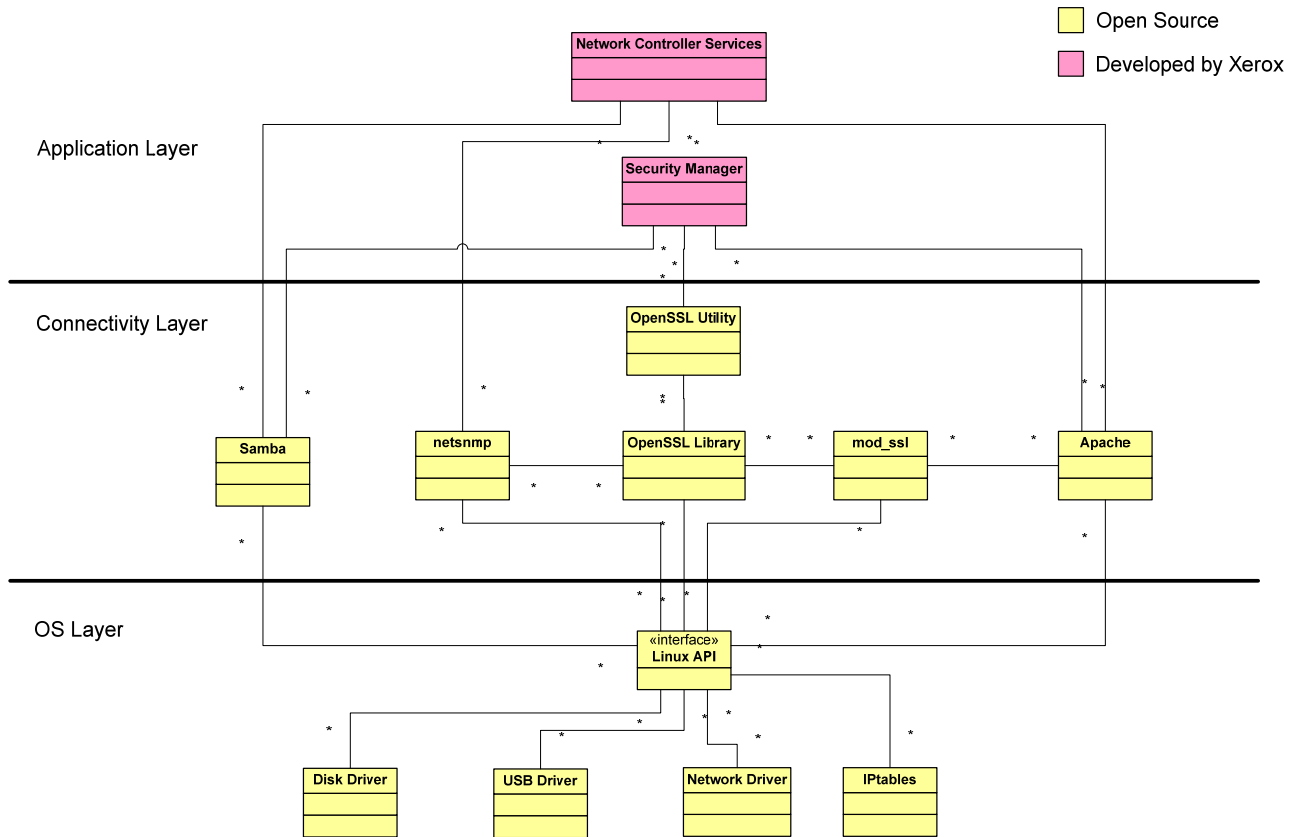 Open Source
Network Controller Services
Developed by Xerox
Application Layer
* * *
Security Manager
* * * *
Connectivity Layer
OpenSSL Utility
* * * * * * *
Samba
netsnmp
OpenSSL Library
* *
mod_ssl
* *
Apache
* *
* * * * *
* * *
OS Layer
*
«interface»
Linux API
* *
* * * * * * *
Disk Driver
USB Driver
Network Driver
IPtables